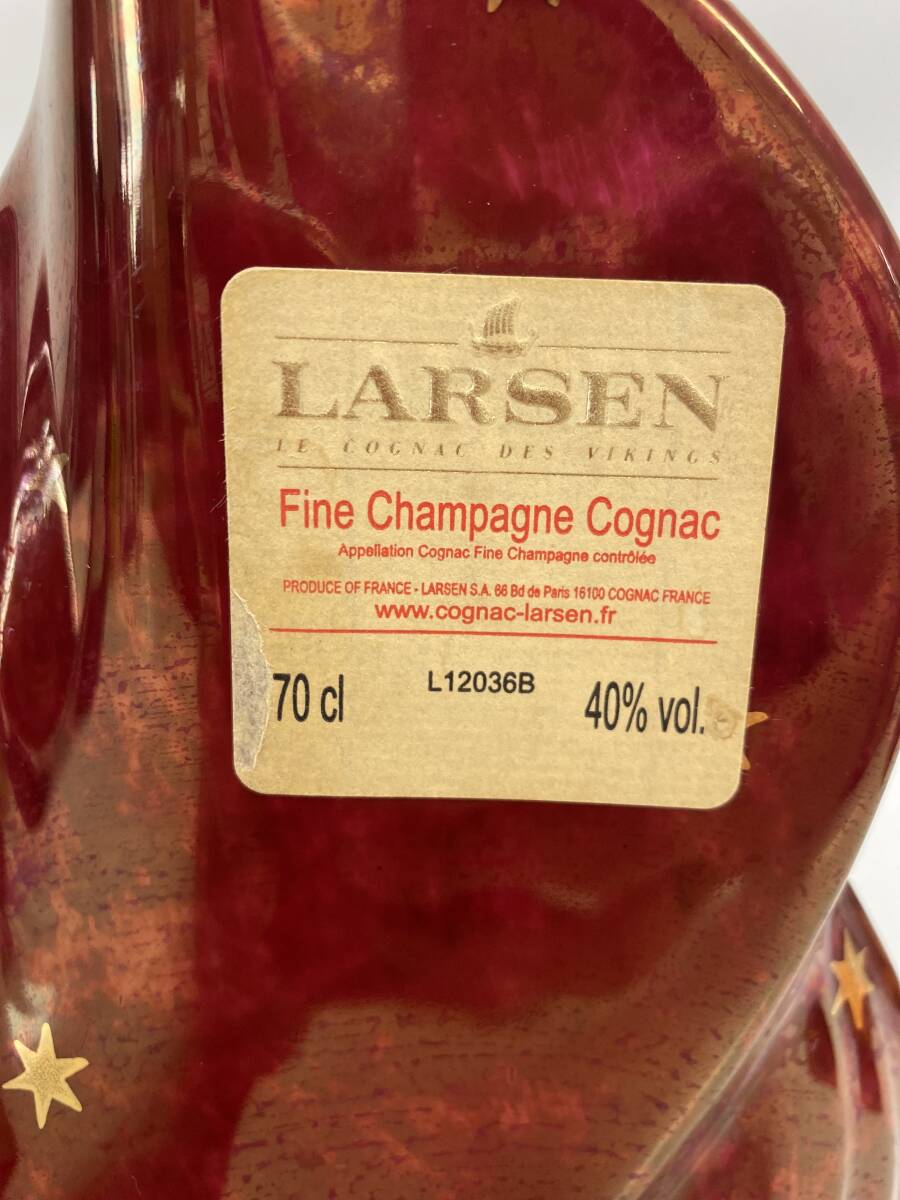 LARSEN
LE COGNAC DES VIKINGS
Fine Champagne Cognac
Appellation Cognac Fine Champagne contrôlée
PRODUCE OF FRANCE - LARSEN S.A. 66 Bd de Paris 16100 COGNAC FRANCE
www.cognac-larsen.fr
70 cl L12036B 40% vol.